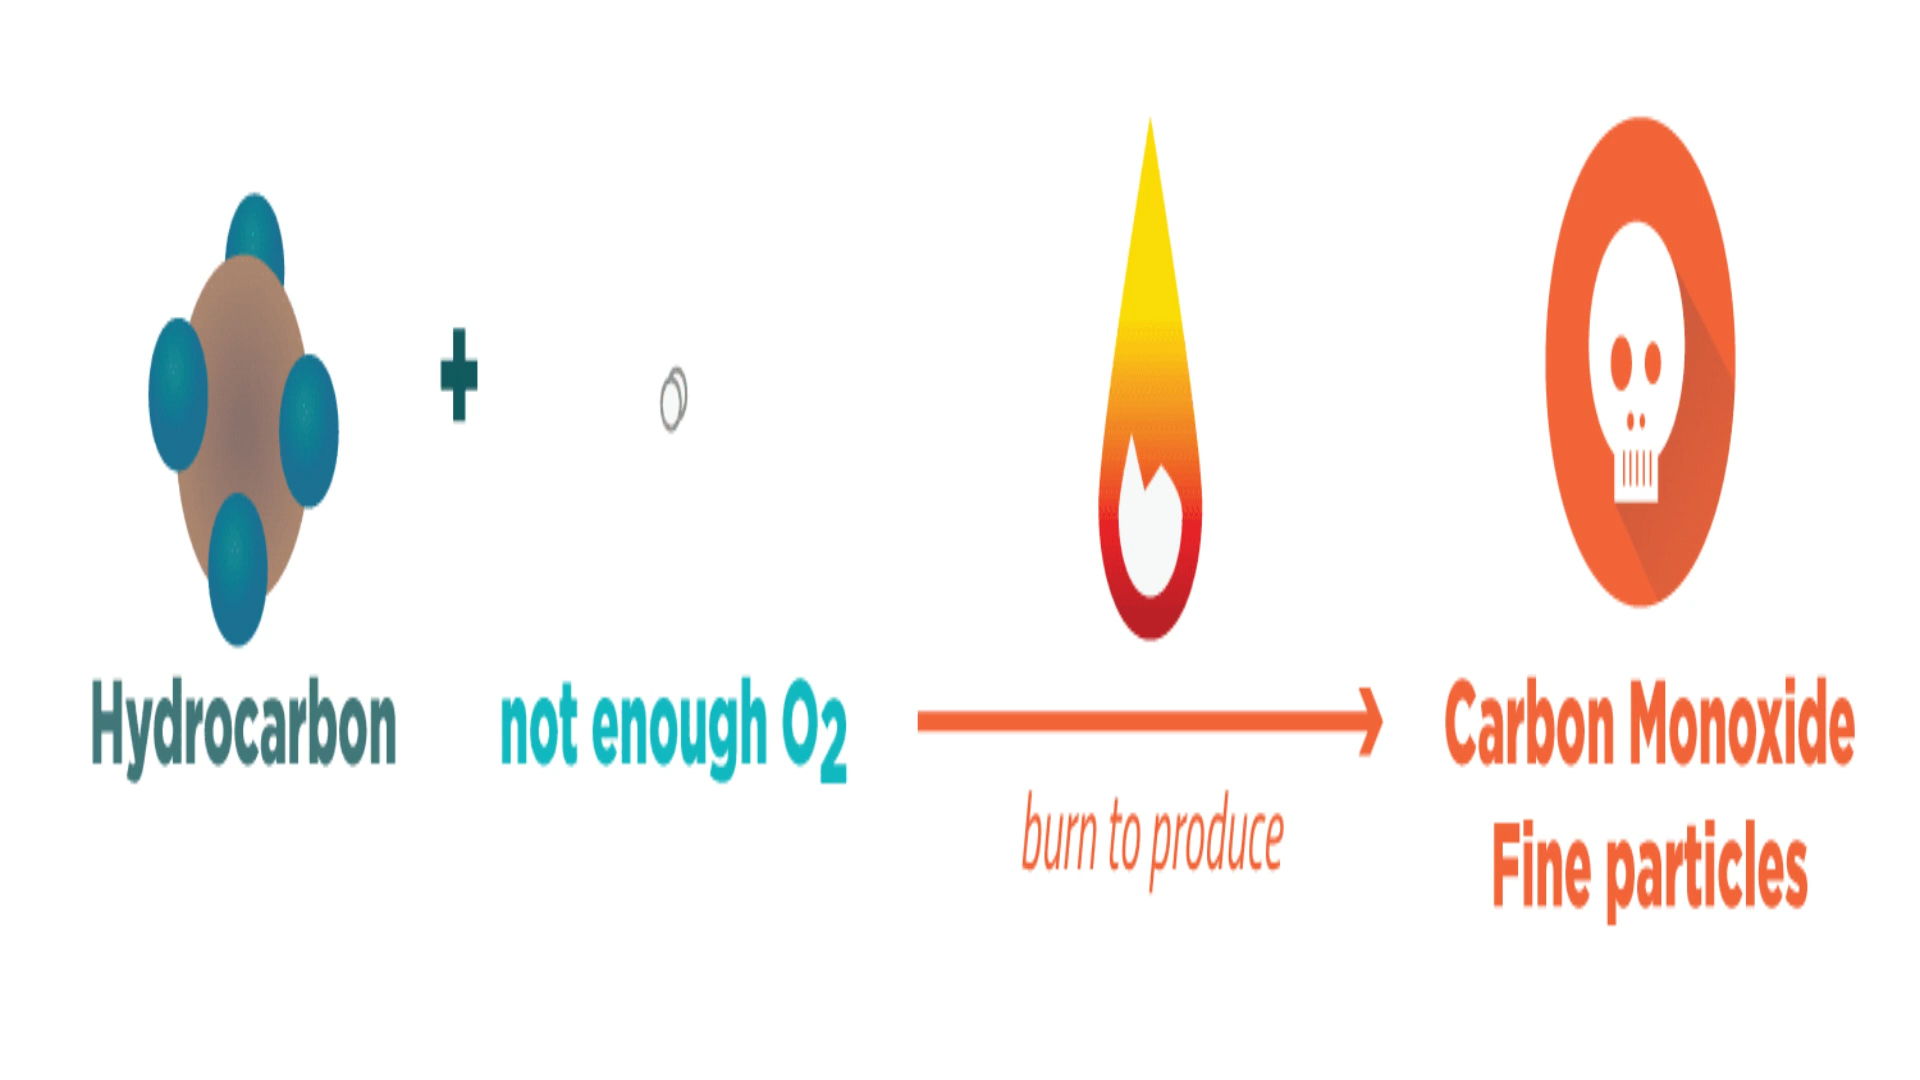 Hydrocarbon
+
not enough O2
burn to produce
Carbon Monoxide
Fine particles